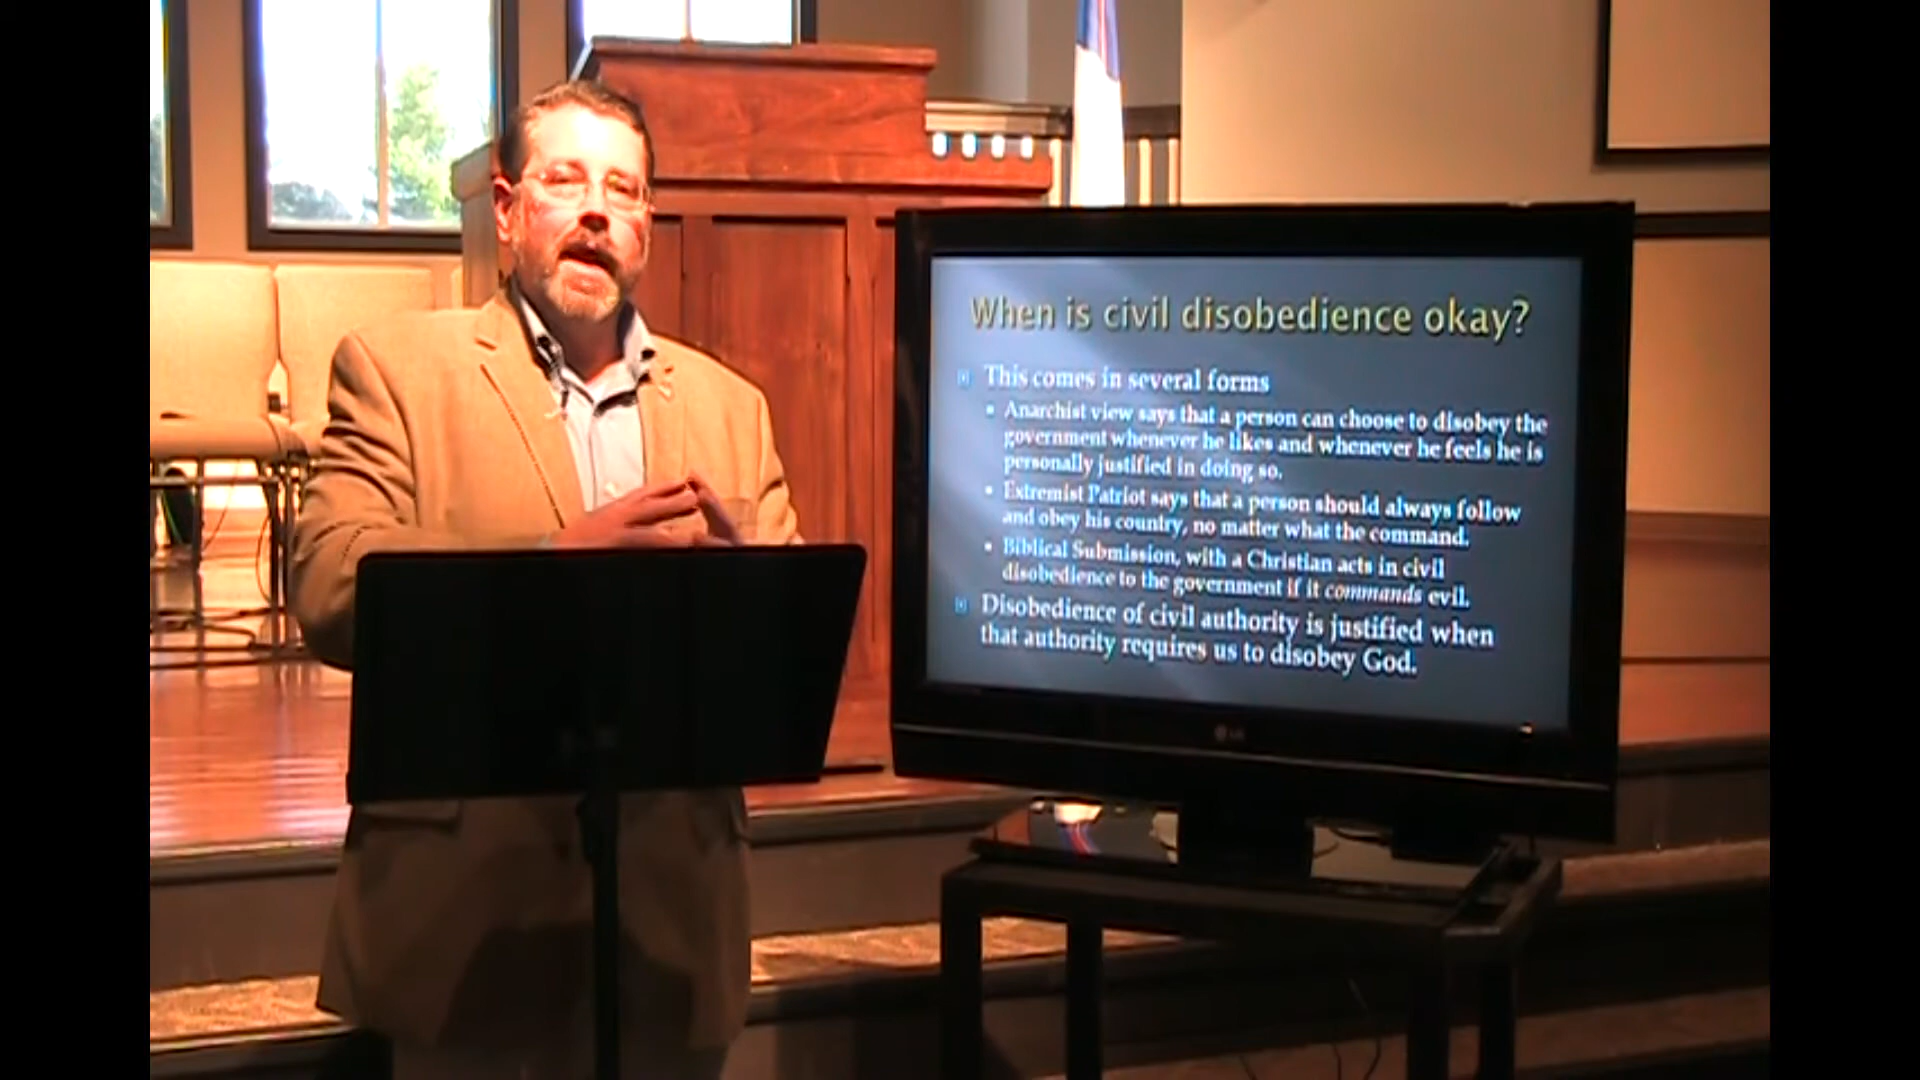 When is civil disobedience okay?
This comes in several forms
Anarchist view says that a person can choose to disobey the
government whenever he likes and whenever he feels he is
personally justified in doing so.
Extremist Patriot says that a person should always follow
and obey his country, no matter what the command.
Biblical Submission, with a Christian acts in civil
disobedience to the government if it commands evil.
Disobedience of civil authority is justified when
that authority requires us to disobey God.
LG